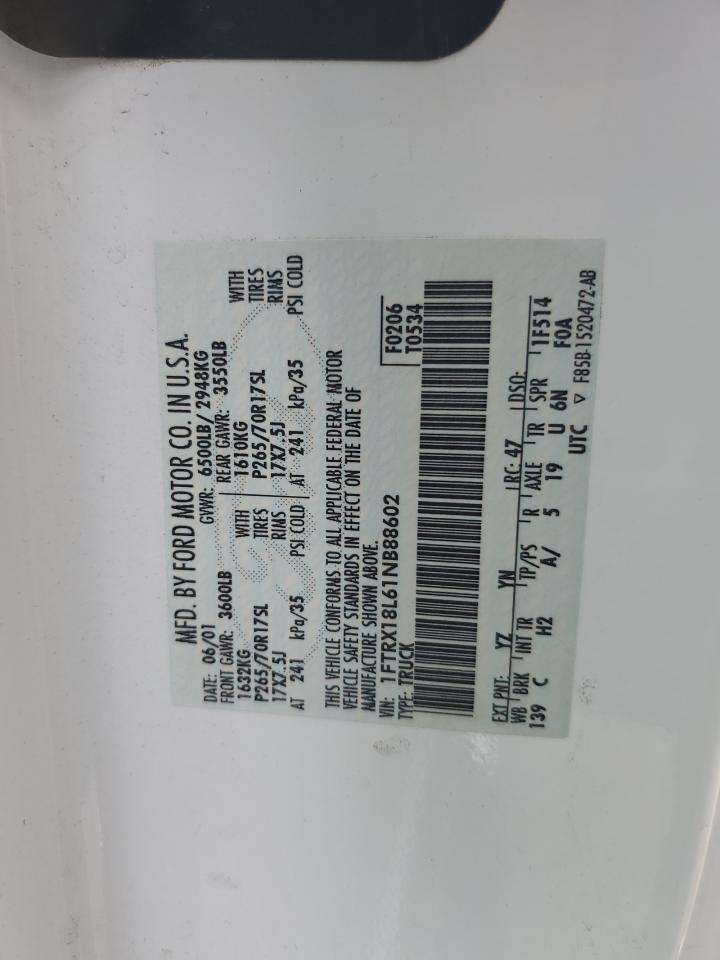 MFD. BY FORD MOTOR CO. IN U.S.A.
DATE: 06/01 GVWR: 6500LB/ 2948KG
FRONT GAWR: 3600LB REAR GAWR: 3550LB
1632KG WITH 1610KG WITH
P265/70R17SL TIRES P265/70R17SL TIRES
17X7.5J RIMS 17X7.5J RIMS
AT 241 kPa/35 PSI COLD AT 241 kPa/35 PSI COLD
THIS VEHICLE CONFORMS TO ALL APPLICABLE FEDERAL MOTOR
VEHICLE SAFETY STANDARDS IN EFFECT ON THE DATE OF
MANUFACTURE SHOWN ABOVE.
VIN: 1FTRX18L61NB88602 F0206
TYPE: TRUCK T0534
EXT PNT: YZ YN RC: 47 DSO:
WB BRK INT TR TP/PS R AXLE TR SPR 1F514
139 C H2 A/ 5 19 U 6N F0A
UTC ▽ F85B-1520472-AB